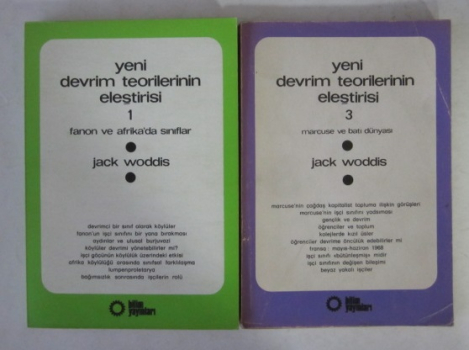 yeni
devrim teorilerinin
eleştirisi
1
fanon ve afrika'da sınıflar
jack woddis
devrimci bir sınıf olarak köylüler
fanon'un işçi sınıfını bir yana bırakması
aydınlar ve ulusal burjuvazi
köylüler devrimi yönetebilirler mi?
işçi göçünün köylülük üzerindeki etkisi
afrika köylülüğü arasında sınıfsal farklılaşma
lumpenproletarya
bağımsızlık sonrasında işçilerin rolü
bilim
yayınları
yeni
devrim teorilerinin
eleştirisi
3
marcuse ve batı dünyası
jack woddis
marcuse'nin çağdaş kapitalist topluma ilişkin görüşleri
marcuse'nin işçi sınıfını yadsıması
gençlik ve devrim
öğrenciler ve toplum
kolejlerde kızıl üsler
öğrenciler devrime öncülük edebilirler mi
fransa: mayıs-haziran 1968
işçi sınıfı «bütünleşmiş» midir
işçi sınıfının değişen bileşimi
beyaz yakalı işçiler
bilim
yayınları